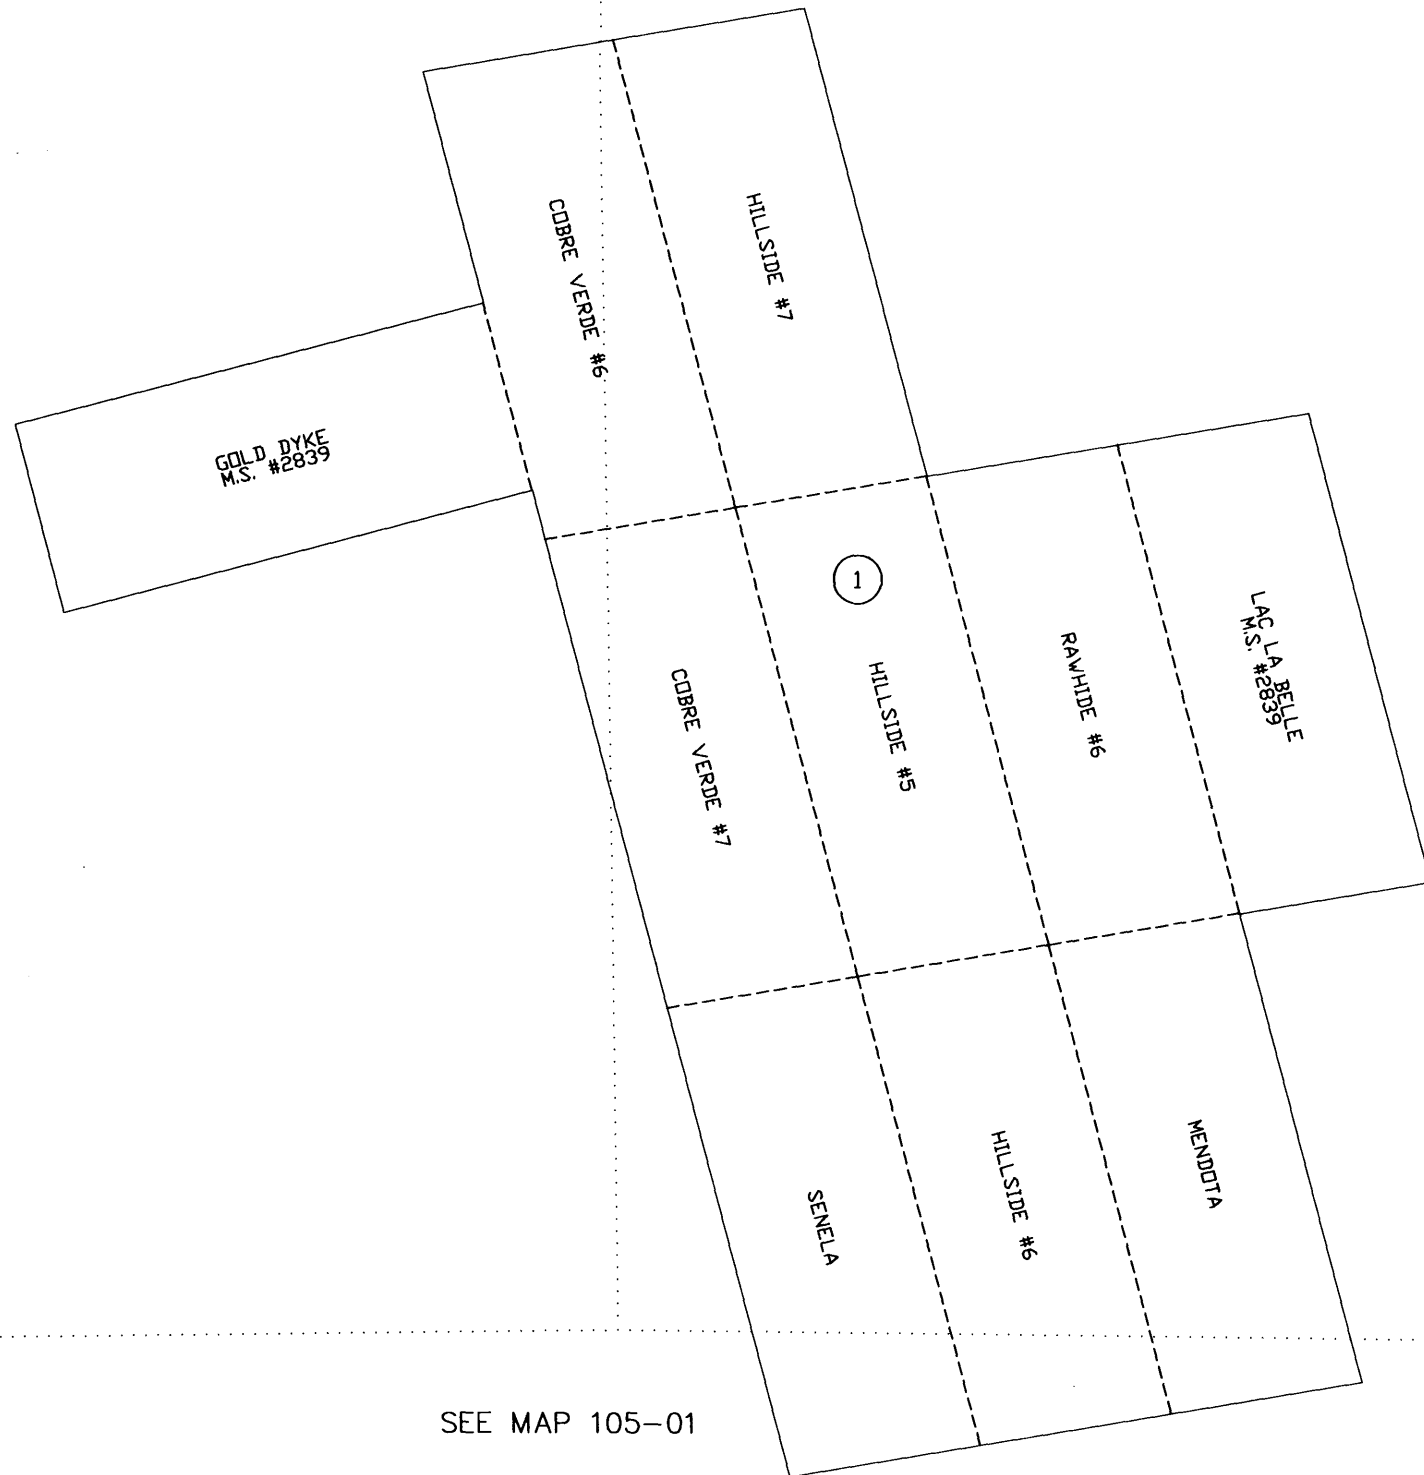 COBRE VERDE #6
HILLSIDE #7
GOLD DYKE
M.S. #2839
1
COBRE VERDE #7
HILLSIDE #5
RAWHIDE #6
LAC LA BELLE
M.S. #2839
SENELA
HILLSIDE #6
MENDOTA
SEE MAP 105-01